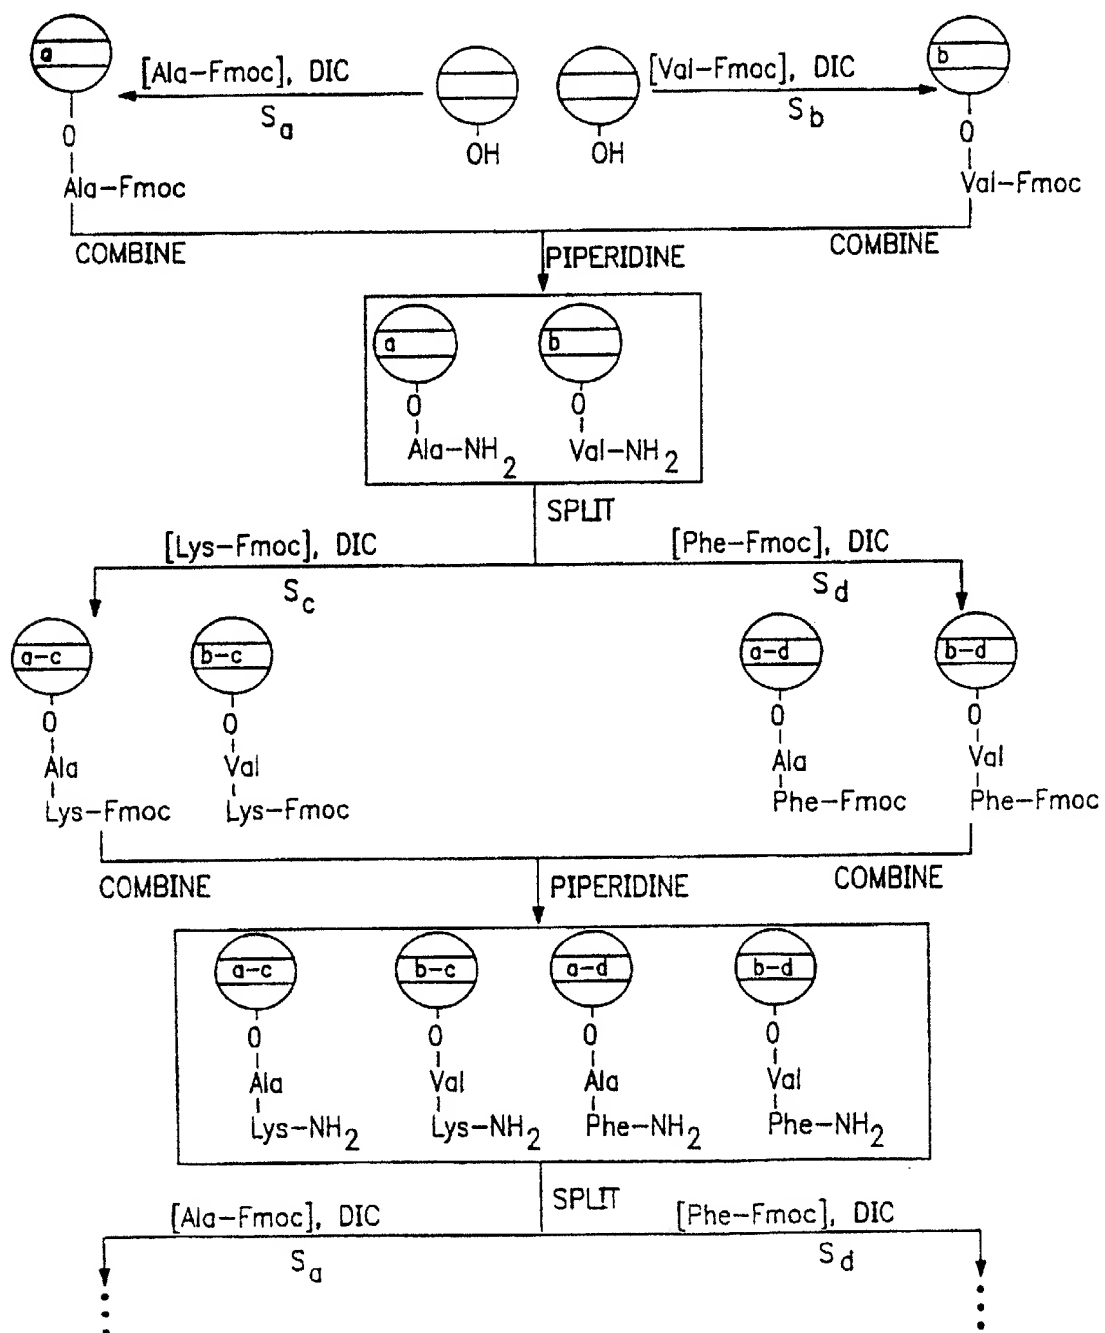 a
[Ala-Fmoc], DIC
[Val-Fmoc], DIC
b
Sa
Sb
O
OH
OH
O
Ala-Fmoc
Val-Fmoc
COMBINE
PIPERIDINE
COMBINE
a
b
O
O
Ala-NH2
Val-NH2
SPLIT
[Lys-Fmoc], DIC
[Phe-Fmoc], DIC
Sc
Sd
a-c
b-c
a-d
b-d
O
O
O
O
Ala
Val
Ala
Val
Lys-Fmoc
Lys-Fmoc
Phe-Fmoc
Phe-Fmoc
COMBINE
PIPERIDINE
COMBINE
a-c
b-c
a-d
b-d
O
O
O
O
Ala
Val
Ala
Val
Lys-NH2
Lys-NH2
Phe-NH2
Phe-NH2
SPLIT
[Ala-Fmoc], DIC
[Phe-Fmoc], DIC
Sa
Sd